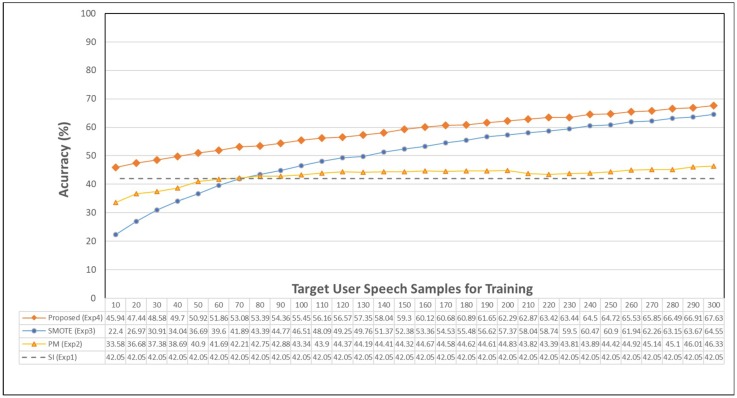 100
90
80
70
60
50
40
30
20
10
0
Acurracy (%)
Target User Speech Samples for Training
10 20 30 40 50 60 70 80 90 100 110 120 130 140 150 160 170 180 190 200 210 220 230 240 250 260 270 280 290 300
Proposed (Exp4) 45.94 47.44 48.58 49.7 50.92 51.86 53.08 53.39 54.36 55.45 56.16 56.57 57.35 58.04 59.3 60.12 60.68 60.89 61.65 62.29 62.87 63.42 63.44 64.5 64.72 65.53 65.85 66.49 66.91 67.63
SMOTE (Exp3) 22.4 26.97 30.91 34.04 36.69 39.6 41.89 43.39 44.77 46.51 48.09 49.25 49.76 51.37 52.38 53.36 54.53 55.48 56.62 57.37 58.04 58.74 59.5 60.47 60.9 61.94 62.26 63.15 63.67 64.55
PM (Exp2) 33.58 36.68 37.38 38.69 40.9 41.69 42.21 42.75 42.88 43.34 43.9 44.37 44.19 44.41 44.32 44.67 44.58 44.62 44.61 44.83 43.82 43.39 43.81 43.89 44.42 44.92 45.14 45.1 46.01 46.33
SI (Exp1) 42.05 42.05 42.05 42.05 42.05 42.05 42.05 42.05 42.05 42.05 42.05 42.05 42.05 42.05 42.05 42.05 42.05 42.05 42.05 42.05 42.05 42.05 42.05 42.05 42.05 42.05 42.05 42.05 42.05 42.05